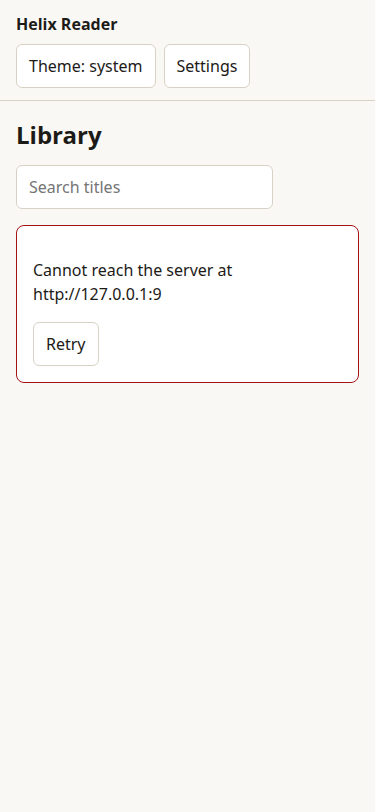 Helix Reader
Theme: system
Settings
Library
Search titles
Cannot reach the server at
http://127.0.0.1:9
Retry